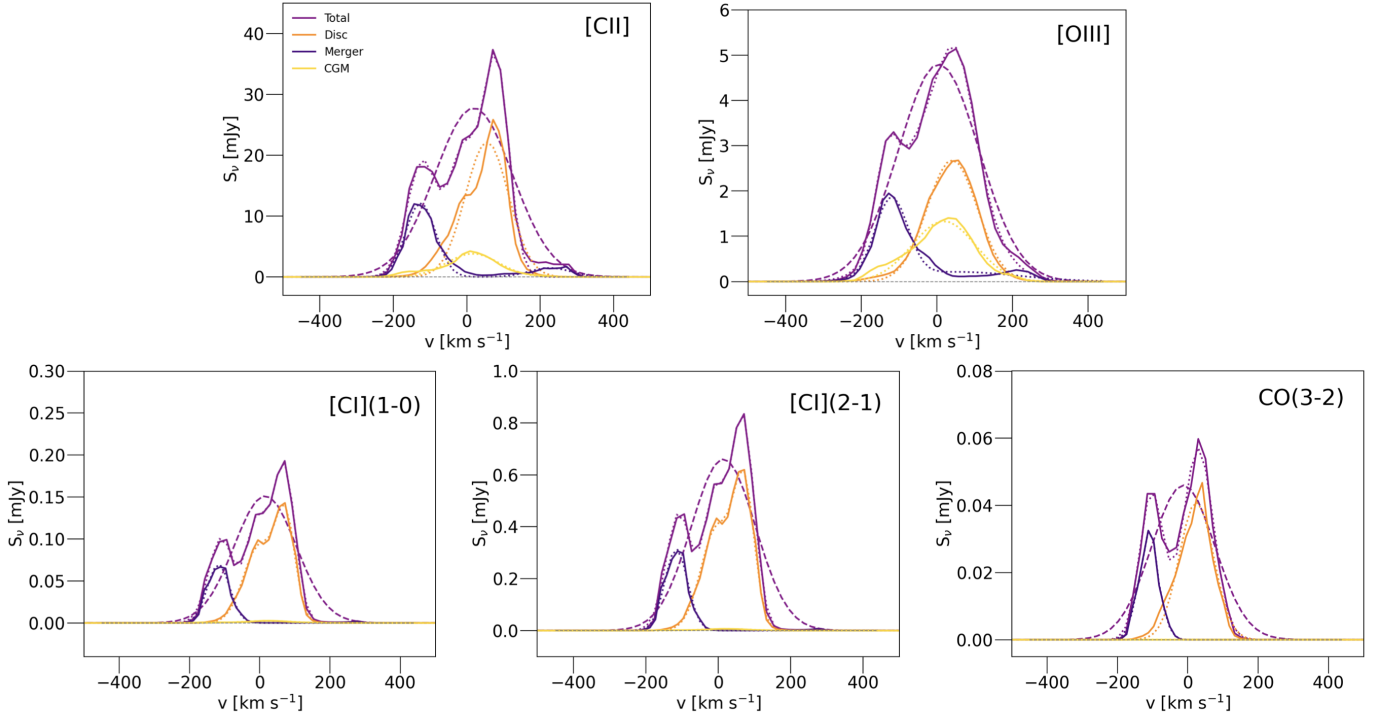 [CII]
Total
Disc
Merger
CGM
Sν [mJy]
40
30
20
10
0
−400 −200 0 200 400
v [km s⁻¹]
[OIII]
Sν [mJy]
6
5
4
3
2
1
0
−400 −200 0 200 400
v [km s⁻¹]
[CI](1-0)
Sν [mJy]
0.30
0.25
0.20
0.15
0.10
0.05
0.00
−400 −200 0 200 400
v [km s⁻¹]
[CI](2-1)
Sν [mJy]
1.0
0.8
0.6
0.4
0.2
0.0
−400 −200 0 200 400
v [km s⁻¹]
CO(3-2)
Sν [mJy]
0.08
0.06
0.04
0.02
0.00
−400 −200 0 200 400
v [km s⁻¹]